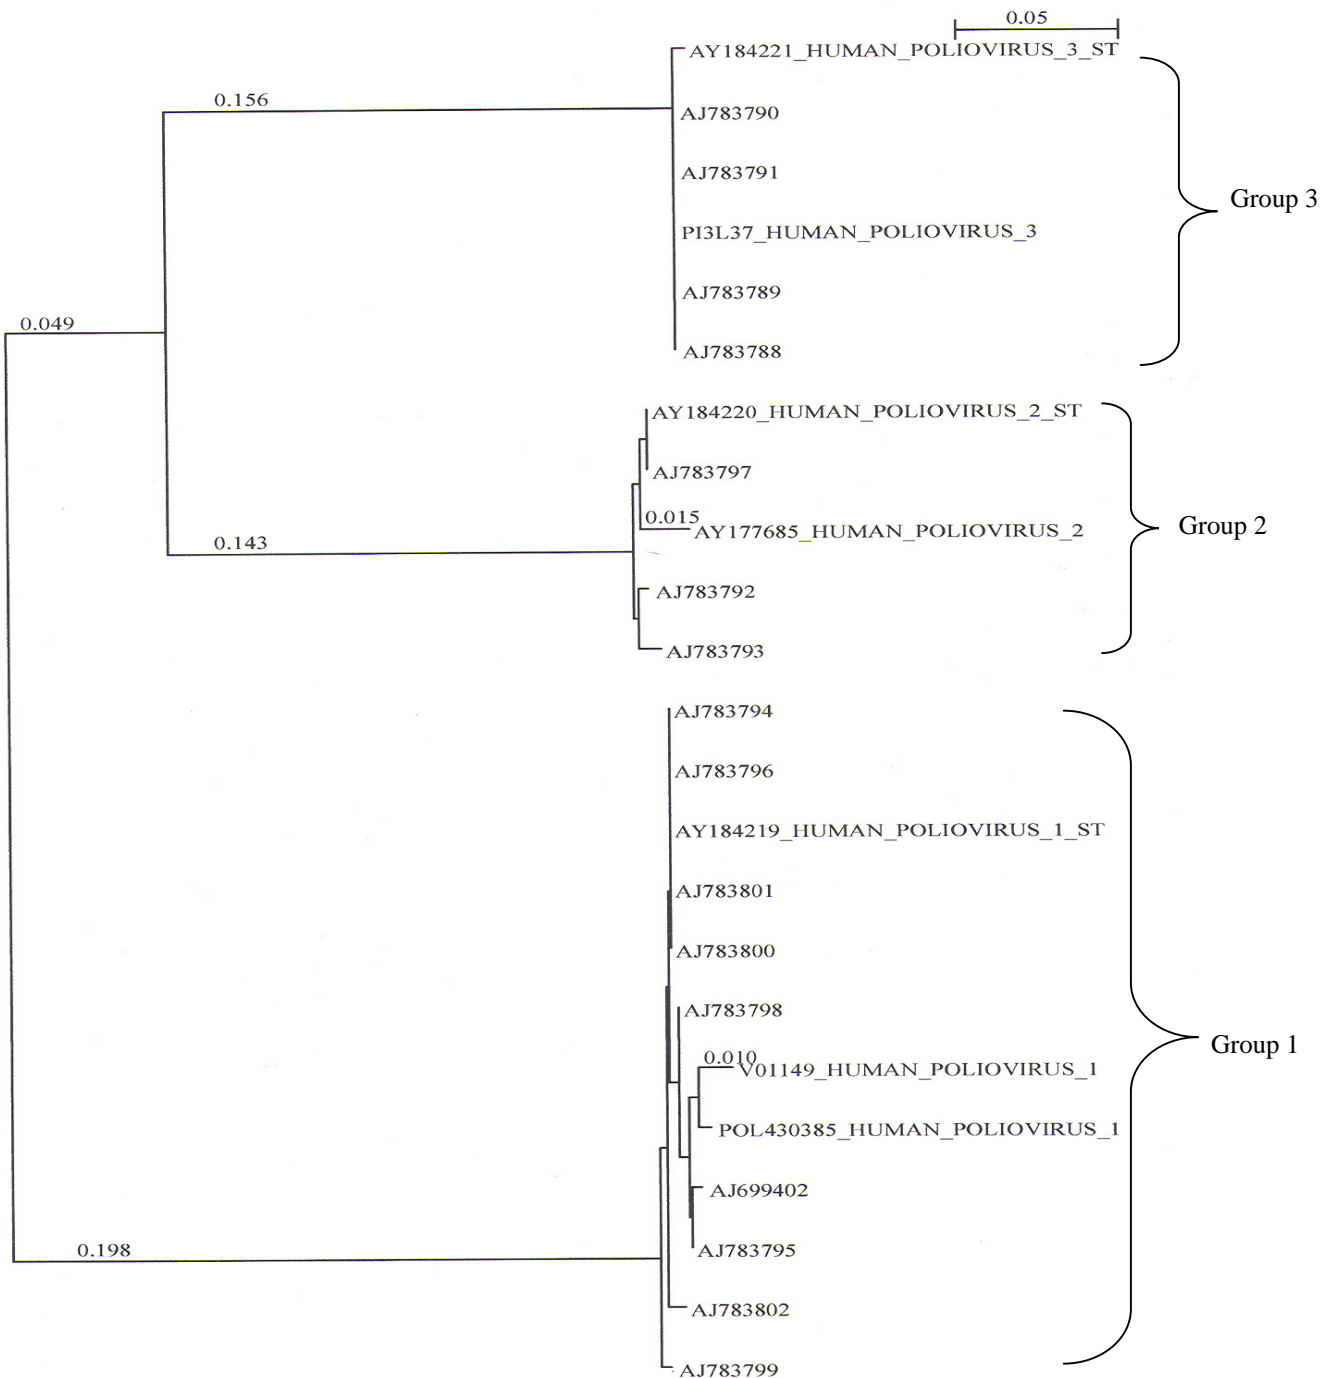 0.05
AY184221_HUMAN_POLIOVIRUS_3_ST
0.156
AJ783790
AJ783791
Group 3
PI3L37_HUMAN_POLIOVIRUS_3
AJ783789
0.049
AJ783788
AY184220_HUMAN_POLIOVIRUS_2_ST
AJ783797
0.015
AY177685_HUMAN_POLIOVIRUS_2
Group 2
0.143
AJ783792
AJ783793
AJ783794
AJ783796
AY184219_HUMAN_POLIOVIRUS_1_ST
AJ783801
AJ783800
AJ783798
Group 1
0.010
V01149_HUMAN_POLIOVIRUS_1
POL430385_HUMAN_POLIOVIRUS_1
AJ699402
0.198
AJ783795
AJ783802
AJ783799